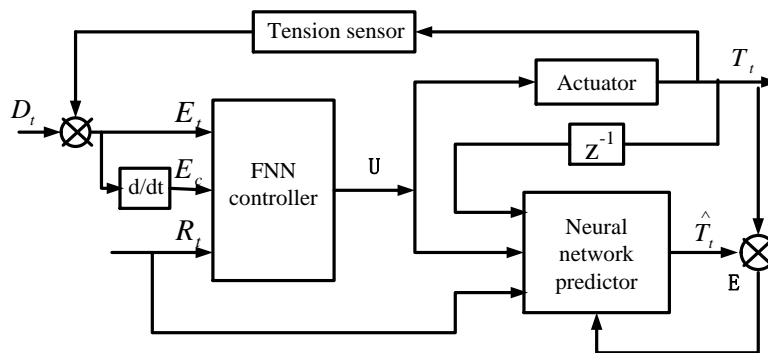 Tension sensor
T_t
Actuator
D_t
E_t
FNN
controller
U
z^-1
d/dt
E_c
R_t
Neural
network
predictor
T̂_t
E